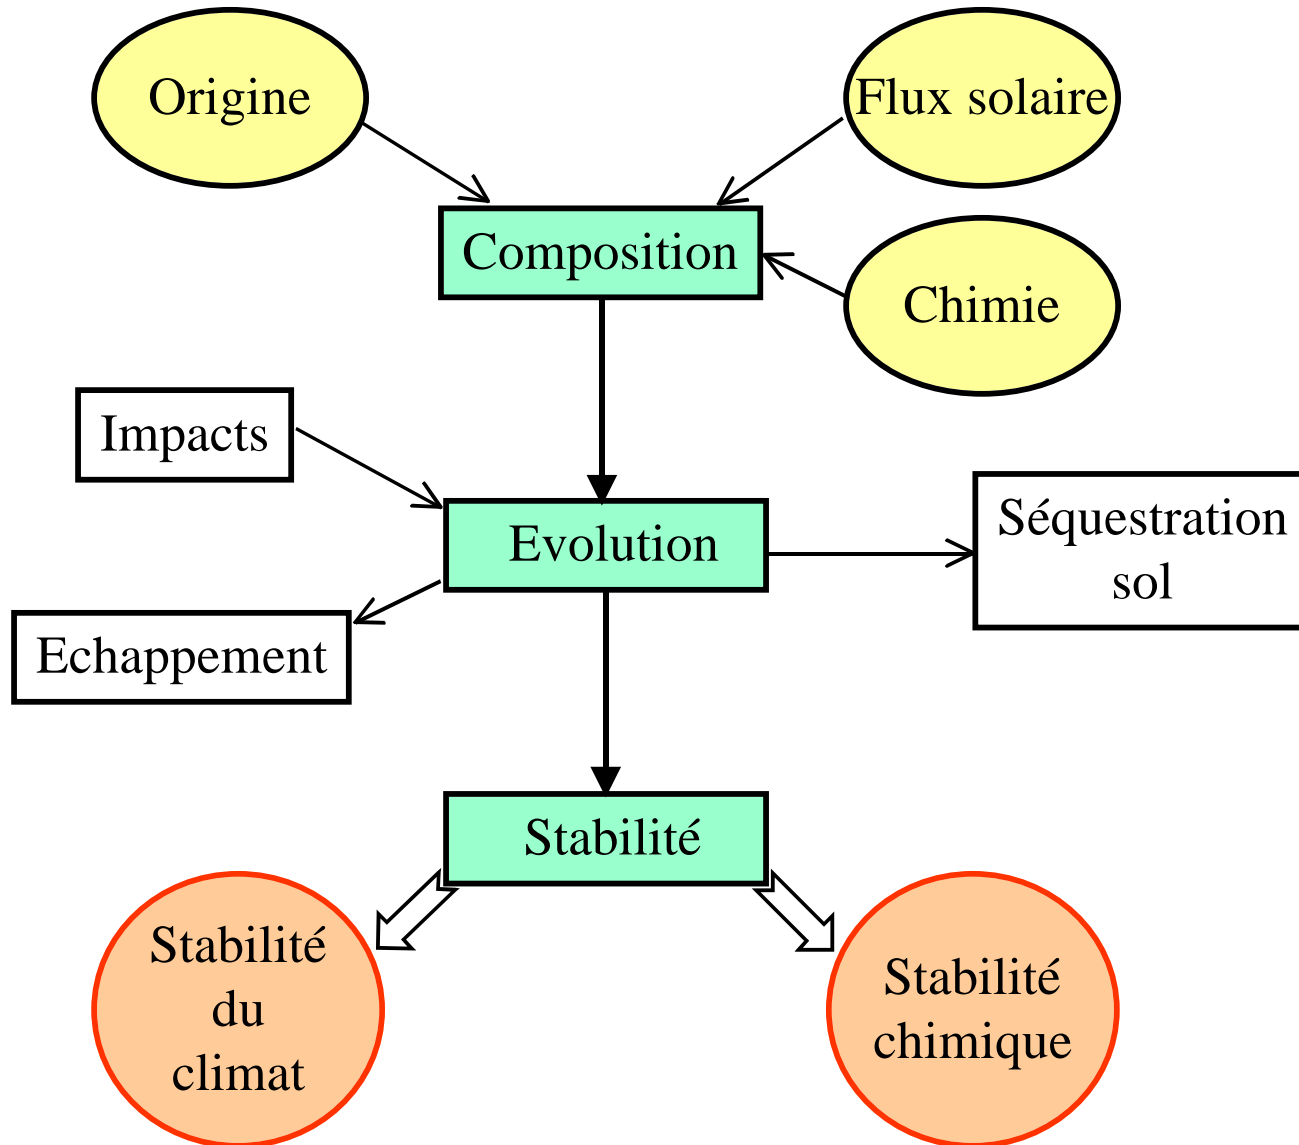 Origine
Flux solaire
Composition
Chimie
Impacts
Evolution
Séquestration
sol
Echappement
Stabilité
Stabilité
du
climat
Stabilité
chimique